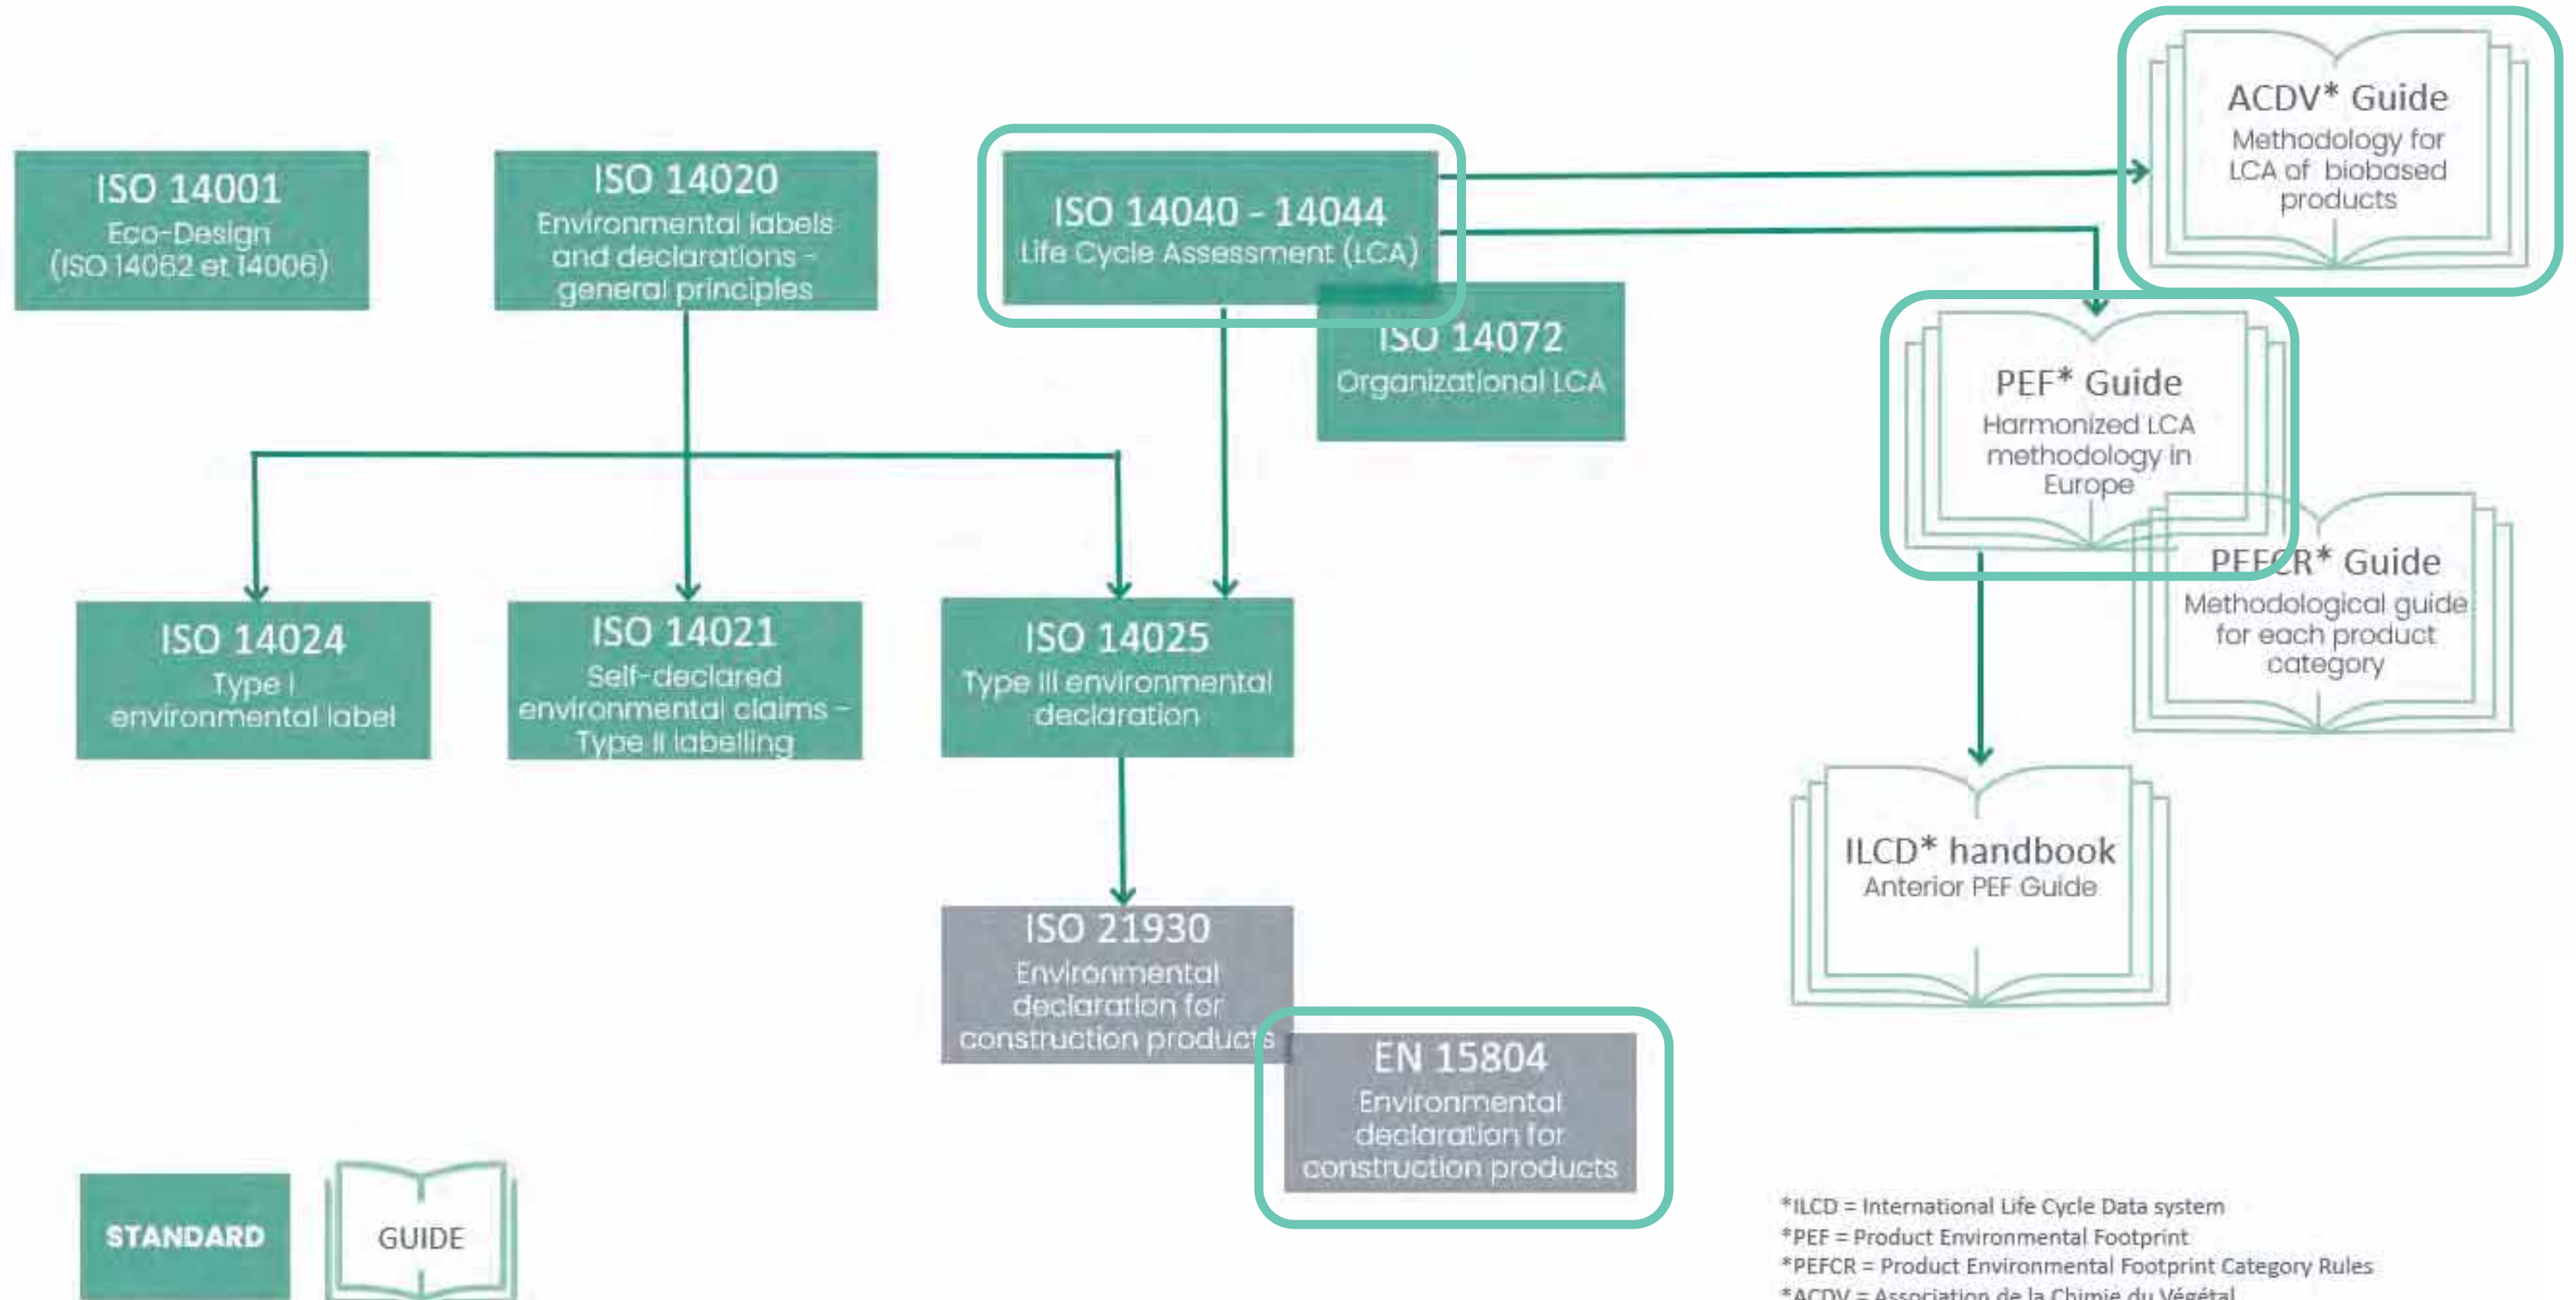 ISO 14001
Eco-Design
(ISO 14062 et 14006)
ISO 14020
Environmental labels
and declarations -
general principles
ISO 14040 - 14044
Life Cycle Assessment (LCA)
ISO 14072
Organizational LCA
ACDV* Guide
Methodology for
LCA of biobased
products
PEF* Guide
Harmonized LCA
methodology in
Europe
PEFCR* Guide
Methodological guide
for each product
category
ISO 14024
Type I
environmental label
ISO 14021
Self-declared
environmental claims -
Type II labelling
ISO 14025
Type III environmental
declaration
ILCD* handbook
Anterior PEF Guide
ISO 21930
Environmental
declaration for
construction products
EN 15804
Environmental
declaration for
construction products
STANDARD
GUIDE
*ILCD = International Life Cycle Data system
*PEF = Product Environmental Footprint
*PEFCR = Product Environmental Footprint Category Rules
*ACDV = Association de la Chimie du Végétal